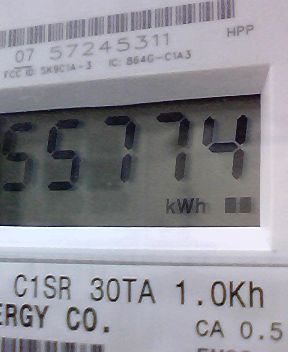 07 57245311 HPP
FCC ID: SK9C1A-3 IC: 864G-C1A3
55774
kWh
C1SR 30TA 1.0Kh
ERGY CO. CA 0.5